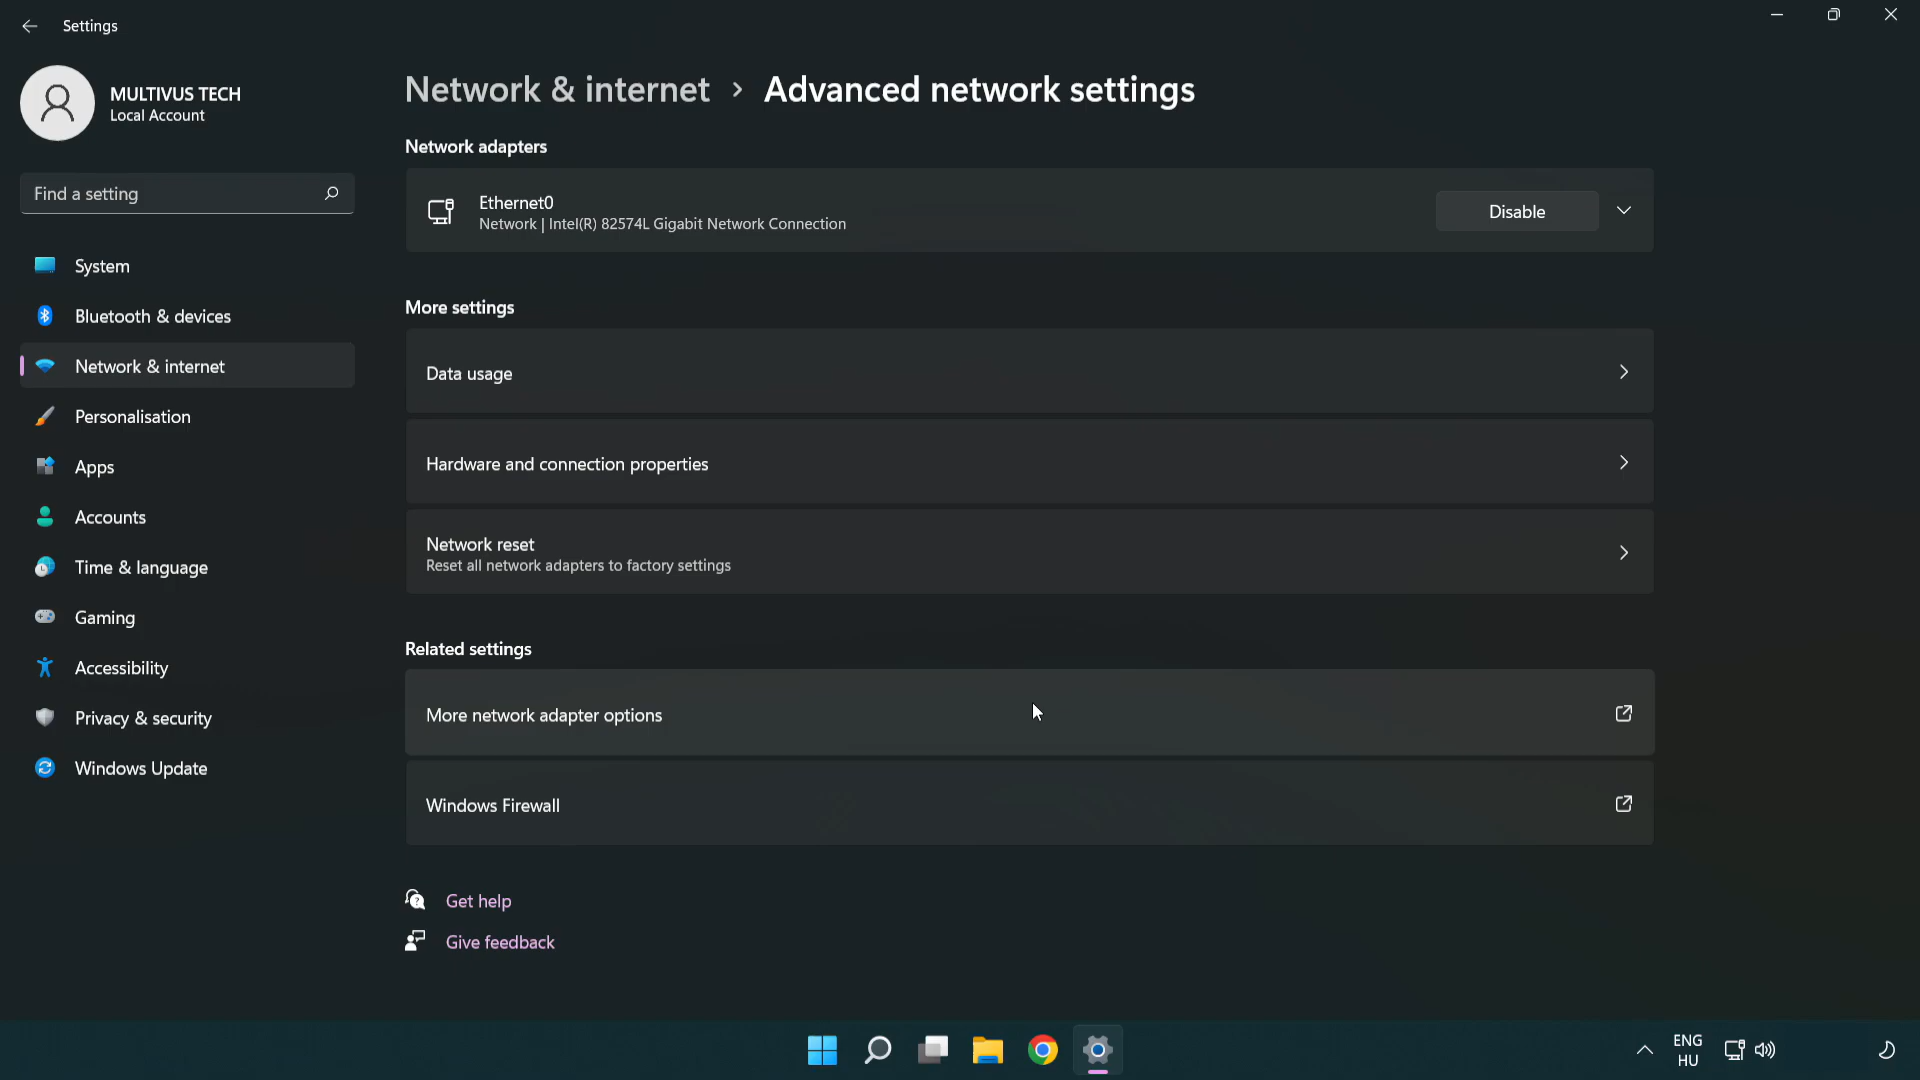 Settings
MULTIVUS TECH
Local Account
Find a setting
System
Bluetooth & devices
Network & internet
Personalisation
Apps
Accounts
Time & language
Gaming
Accessibility
Privacy & security
Windows Update
Network & internet > Advanced network settings
Network adapters
Ethernet0
Network | Intel(R) 82574L Gigabit Network Connection
Disable
More settings
Data usage
Hardware and connection properties
Network reset
Reset all network adapters to factory settings
Related settings
More network adapter options
Windows Firewall
Get help
Give feedback
ENG
HU